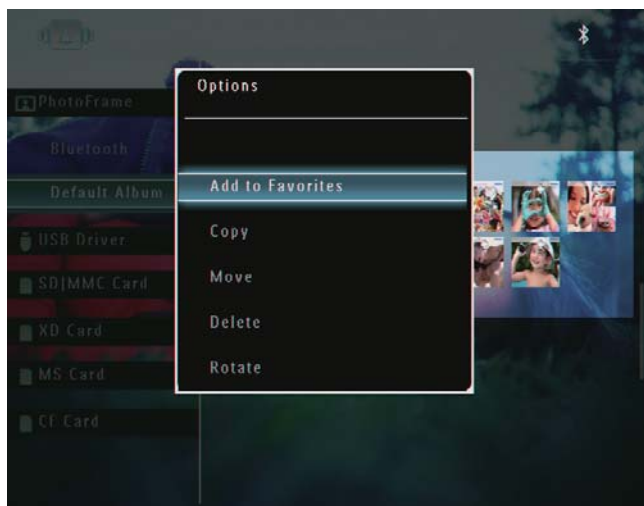 Options
Add to Favorites
Copy
Move
Delete
Rotate
PhotoFrame
Bluetooth
Default Album
USB Driver
SD|MMC Card
XD Card
MS Card
CF Card